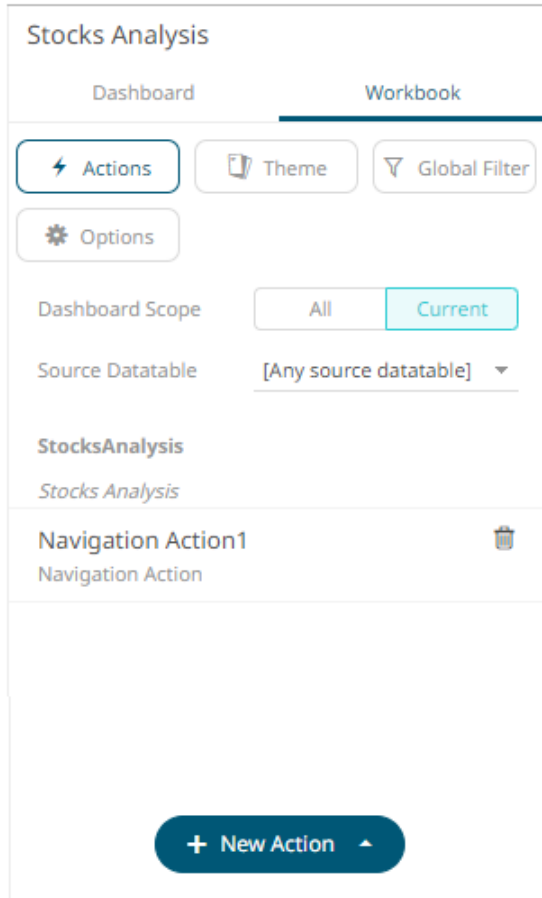 Stocks Analysis
Dashboard Workbook
Actions Theme Global Filter
Options
Dashboard Scope All Current
Source Datatable [Any source datatable]
StocksAnalysis
Stocks Analysis
Navigation Action1
Navigation Action
+ New Action